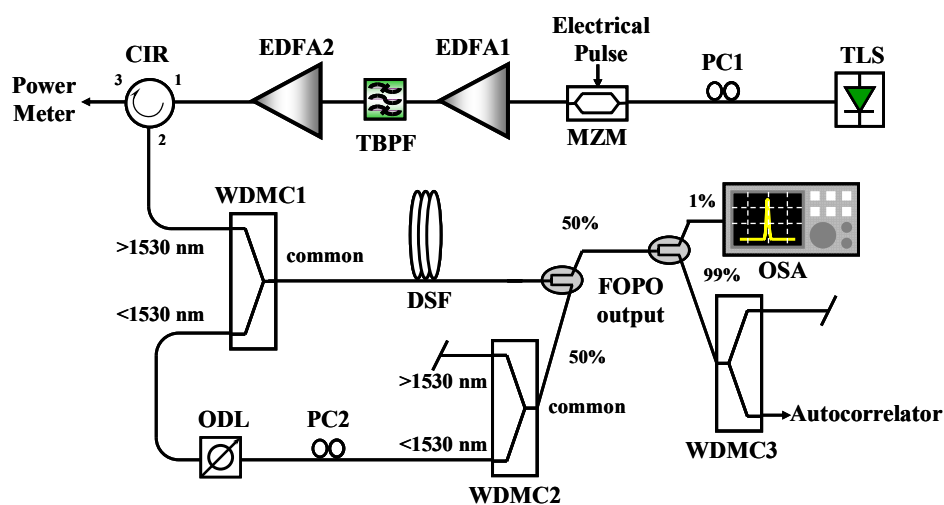 Electrical
Pulse
CIR
EDFA2
EDFA1
PC1
TLS
3
1
Power
Meter
2
TBPF
MZM
WDMC1
>1530 nm
common
DSF
<1530 nm
50%
1%
OSA
99%
FOPO
output
50%
>1530 nm
common
<1530 nm
ODL
PC2
WDMC2
Autocorrelator
WDMC3